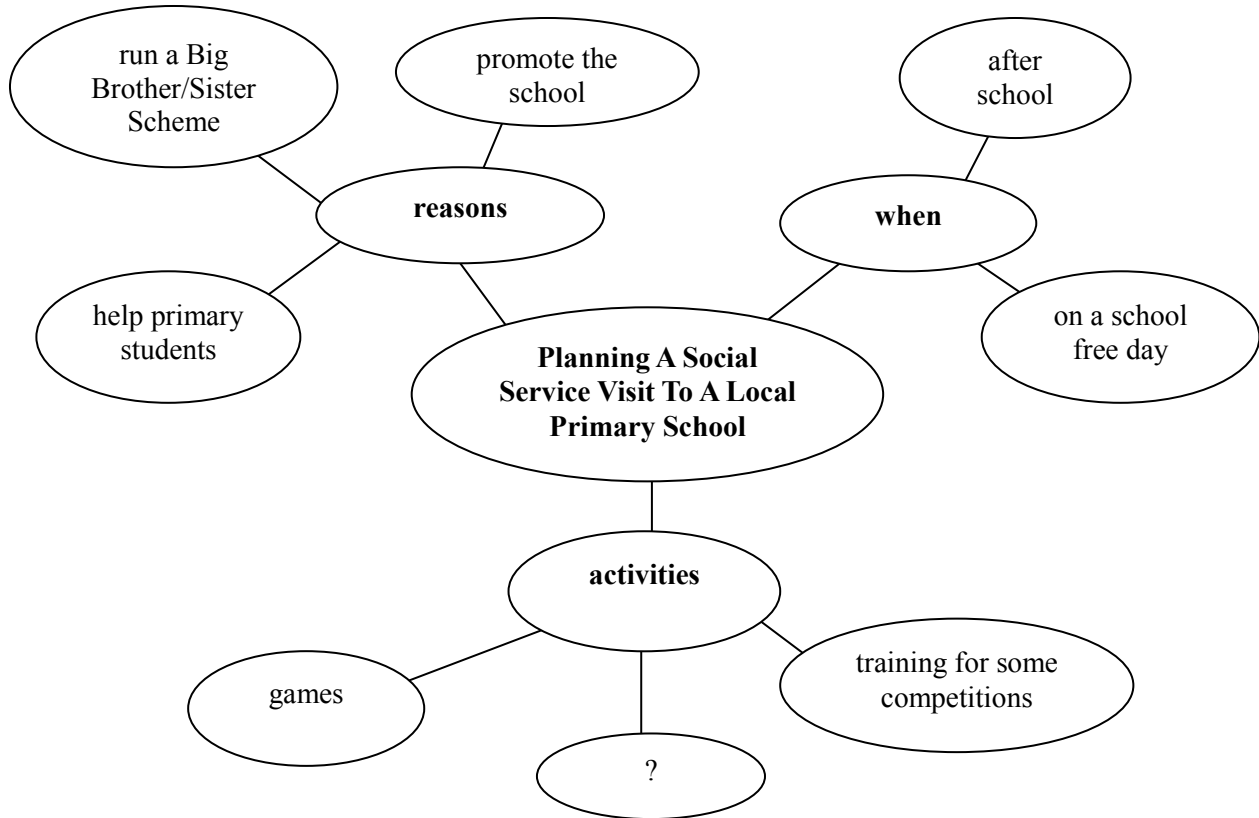 run a Big
Brother/Sister
Scheme
promote the
school
after
school
reasons
when
help primary
students
on a school
free day
Planning A Social
Service Visit To A Local
Primary School
activities
games
training for some
competitions
?